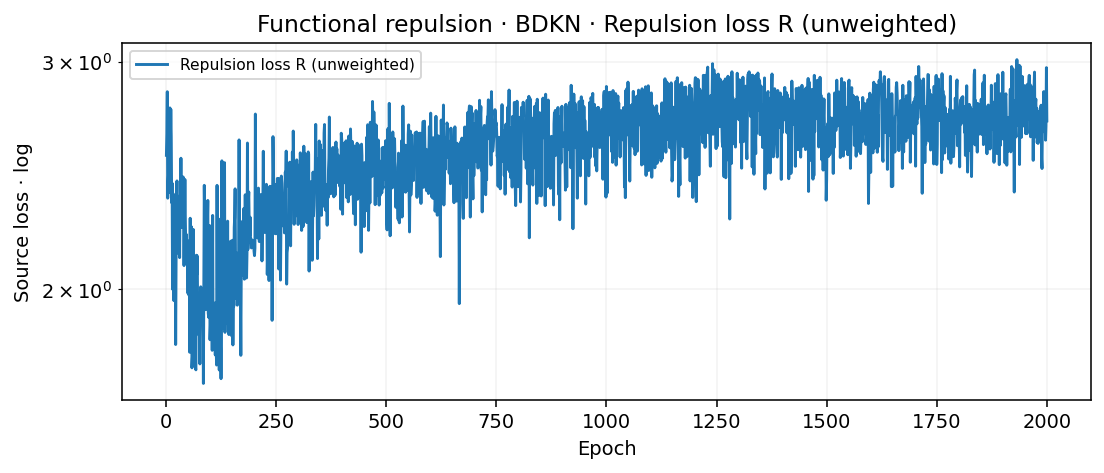 Functional repulsion · BDKN · Repulsion loss R (unweighted)
Repulsion loss R (unweighted)
Source loss · log
3 × 10⁰
2 × 10⁰
0 250 500 750 1000 1250 1500 1750 2000
Epoch